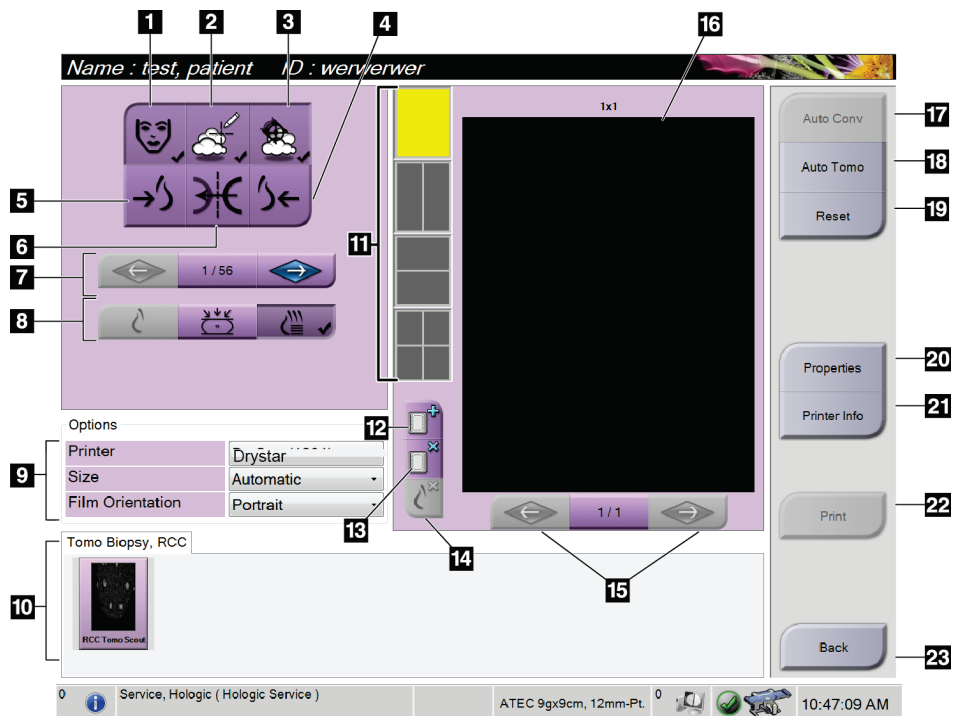 1
2
3
4
16
Name : test, patient ID : werwerwer
1x1
Auto Conv
17
Auto Tomo
18
5
Reset
19
6
11
7
1 / 56
8
Properties
20
Printer Info
21
Options
12
Printer
Drystar
9
Size
Automatic
Film Orientation
Portrait
13
1 / 1
Print
22
14
15
Tomo Biopsy, RCC
10
RCC Tomo Scout
Back
23
0
Service, Hologic ( Hologic Service )
ATEC 9gx9cm, 12mm-Pt.
0
10:47:09 AM